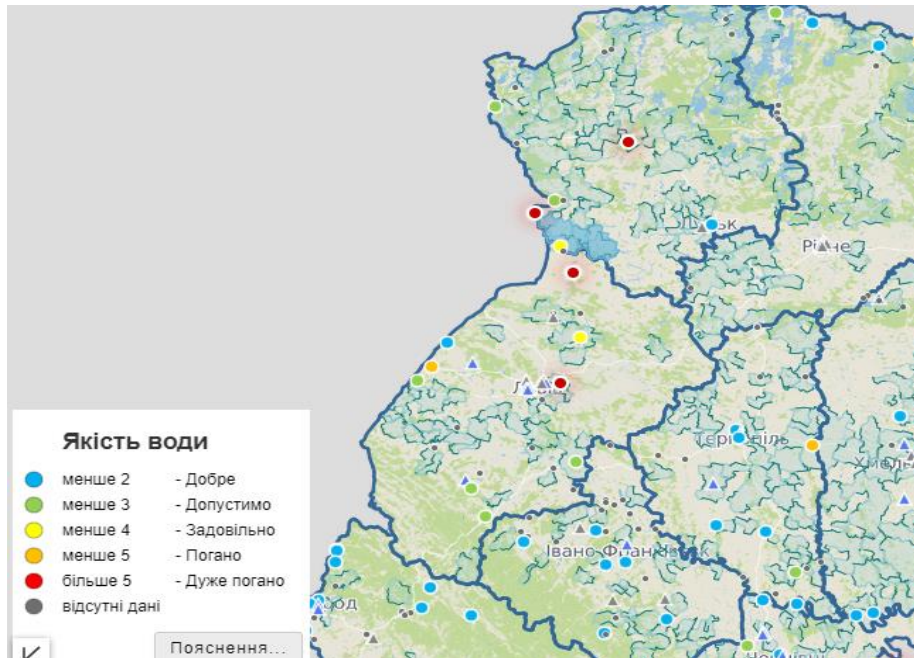 Рівне
Тернопіль
Івано Франківськ
Якість води
менше 2 - Добре
менше 3 - Допустимо
менше 4 - Задовільно
менше 5 - Погано
більше 5 - Дуже погано
відсутні дані
Пояснення...